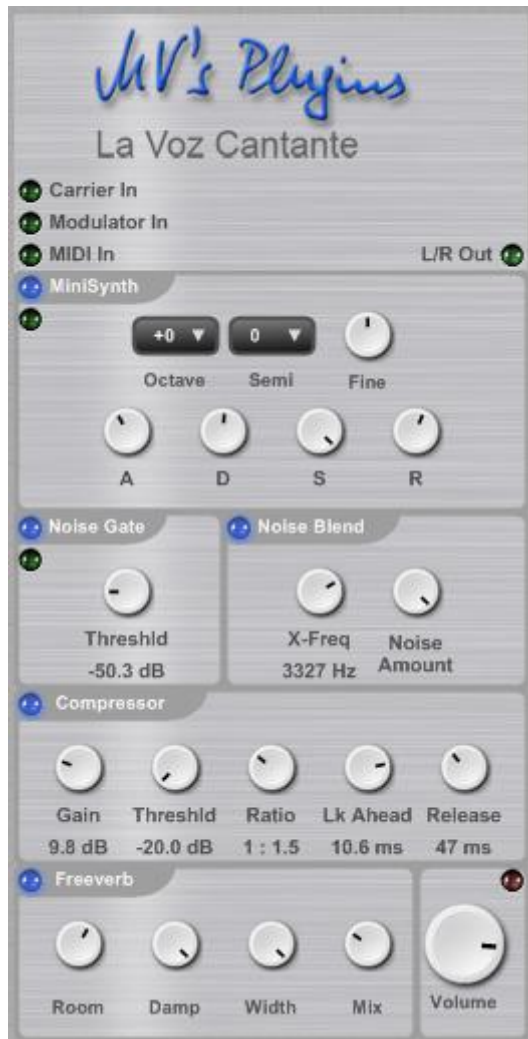 MV's Plugins
La Voz Cantante
Carrier In
Modulator In
MIDI In
L/R Out
MiniSynth
+0
0
Octave
Semi
Fine
A
D
S
R
Noise Gate
Threshld
-50.3 dB
Noise Blend
X-Freq
3327 Hz
Noise
Amount
Compressor
Gain
Threshld
Ratio
Lk Ahead
Release
9.8 dB
-20.0 dB
1 : 1.5
10.6 ms
47 ms
Freeverb
Room
Damp
Width
Mix
Volume